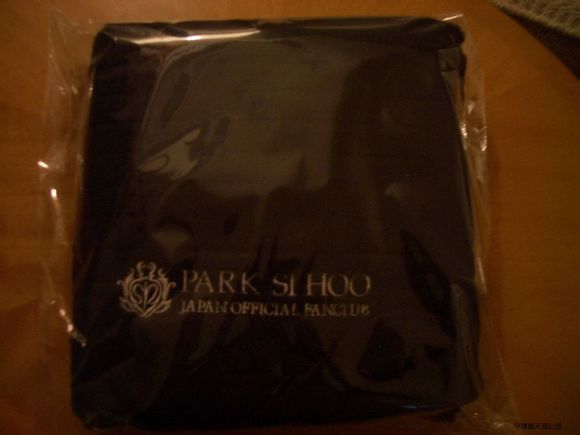 PARK SI HOO
JAPAN OFFICIAL FANCLUB